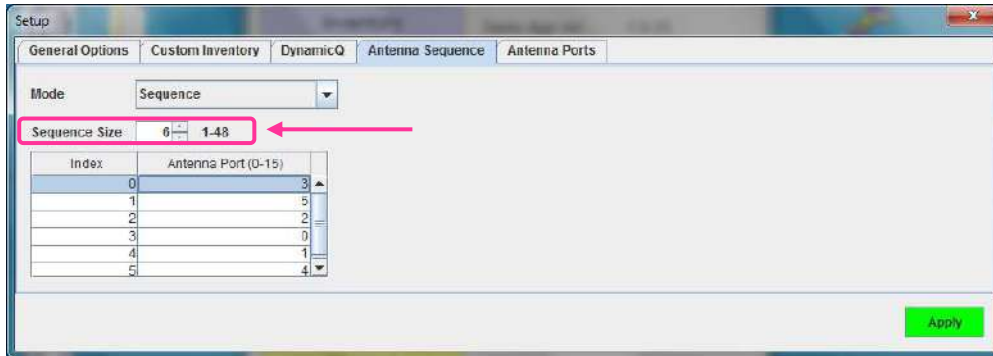 Setup
General Options Custom Inventory DynamicQ Antenna Sequence Antenna Ports
Mode Sequence
Sequence Size 6 1-48
Index Antenna Port (0-15)
0 3
1 5
2 2
3 0
4 1
5 4
Apply